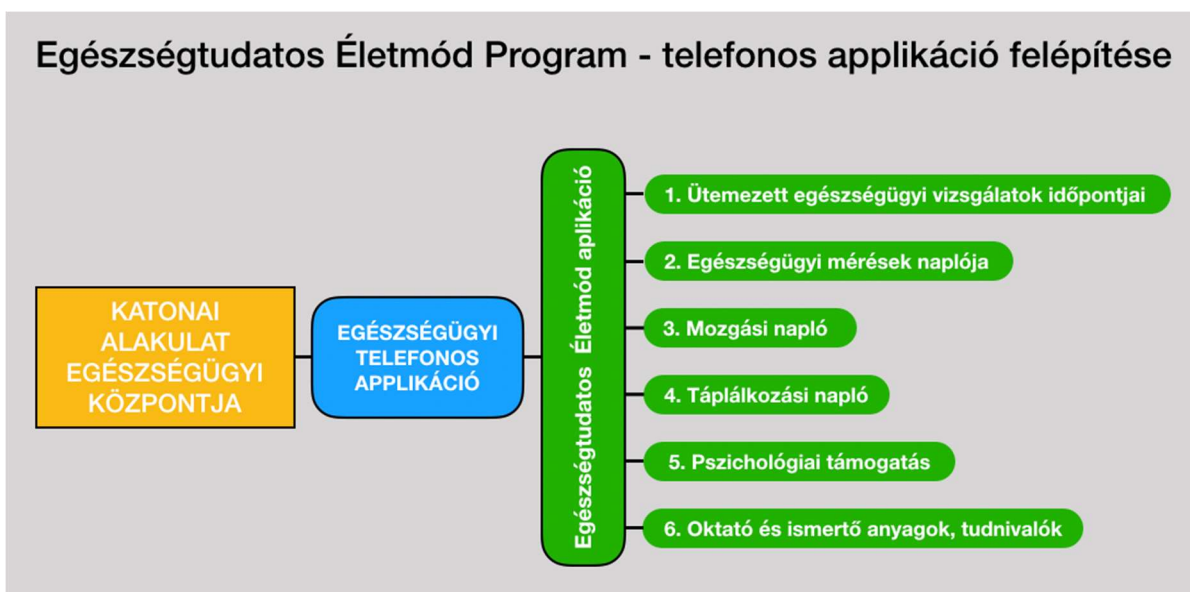 Egészségtudatos Életmód Program - telefonos applikáció felépítése
KATONAI
ALAKULAT
EGÉSZSÉGÜGYI
KÖZPONTJA
EGÉSZSÉGÜGYI
TELEFONOS
APPLIKÁCIÓ
Egészségtudatos Életmód aplikáció
1. Ütemezett egészségügyi vizsgálatok időpontjai
2. Egészségügyi mérések naplója
3. Mozgási napló
4. Táplálkozási napló
5. Pszichológiai támogatás
6. Oktató és ismertő anyagok, tudnivalók